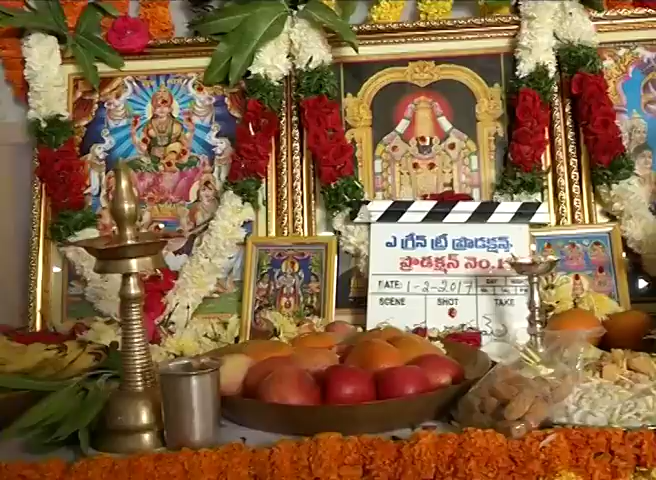 ఎ గ్రీన్ ట్రీ ప్రొడక్షన్స్
ప్రొడక్షన్ నెం.1
DATE: 1-2-2017
SCENE SHOT TAKE